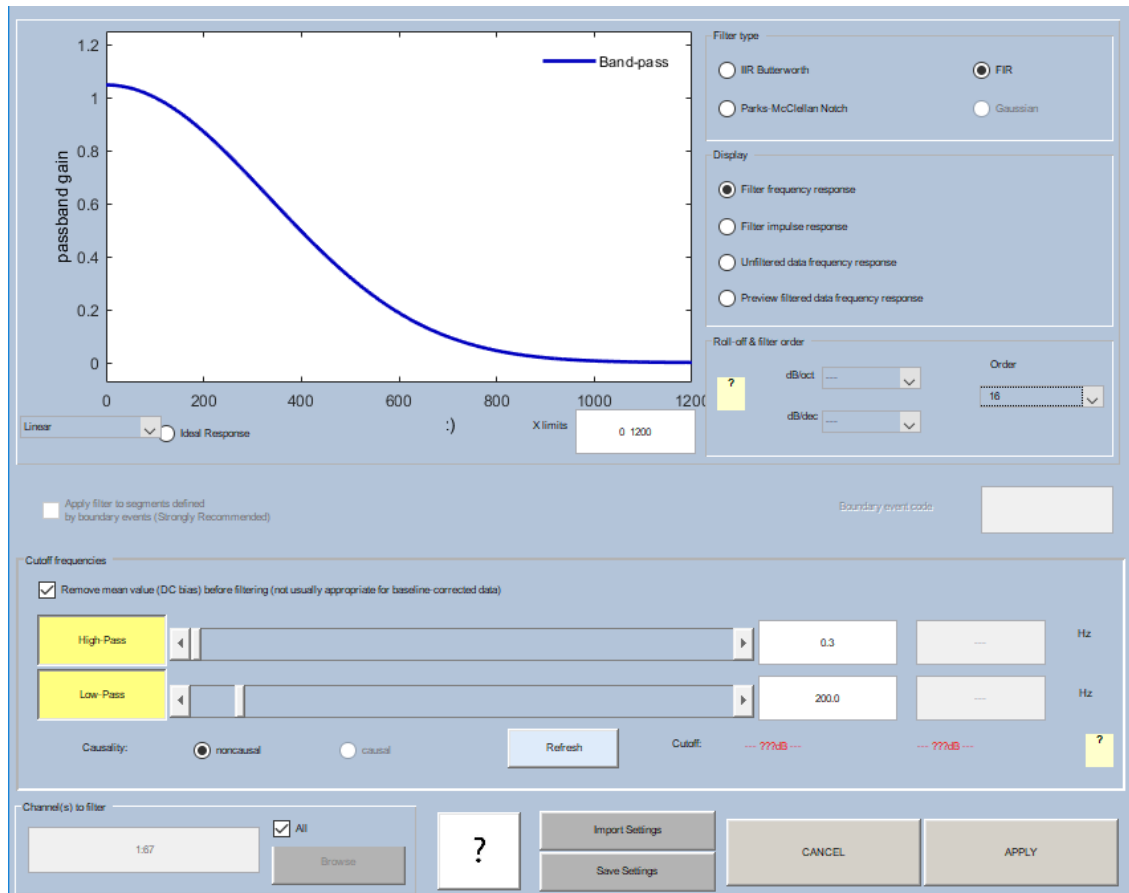 1.2
1
0.8
0.6
0.4
0.2
0
passband gain
Band-pass
0 200 400 600 800 1000 1200
Linear
Ideal Response
:)
X limits
0 1200
Filter type
IIR Butterworth
FIR
Parks-McClellan Notch
Gaussian
Display
Filter frequency response
Filter impulse response
Unfiltered data frequency response
Preview filtered data frequency response
Roll-off & filter order
?
dB/oct ---
dB/dec ---
Order
16
Apply filter to segments defined
by boundary events (Strongly Recommended)
Boundary event code
Cutoff frequencies
Remove mean value (DC bias) before filtering (not usually appropriate for baseline-corrected data)
High-Pass
0.3
---
Hz
Low-Pass
200.0
---
Hz
Causality:
noncausal
causal
Refresh
Cutoff:
--- ???dB ---
--- ???dB ---
?
Channel(s) to filter
1:67
All
Browse
?
Import Settings
Save Settings
CANCEL
APPLY